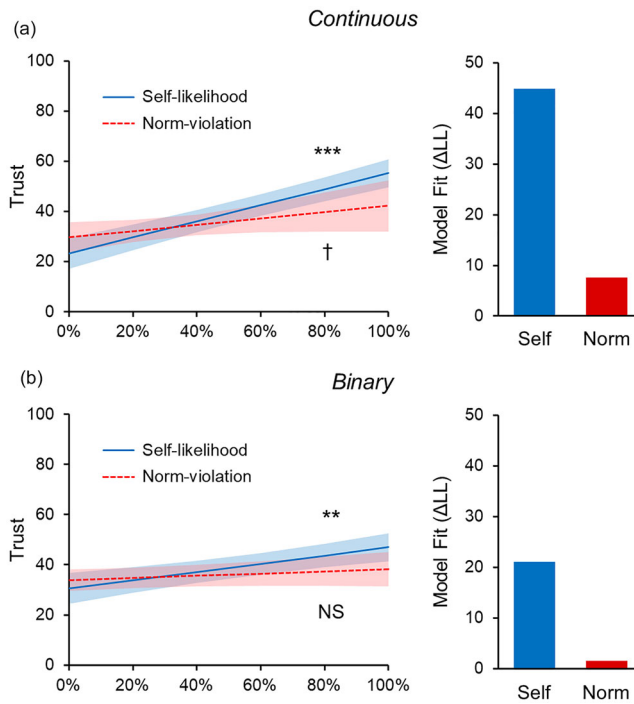 (a)
Continuous
Self-likelihood
Norm-violation
***
†
Trust
100
80
60
40
20
0
0% 20% 40% 60% 80% 100%
Model Fit (ΔLL)
50
40
30
20
10
0
Self Norm
(b)
Binary
Self-likelihood
Norm-violation
**
NS
Trust
100
80
60
40
20
0
0% 20% 40% 60% 80% 100%
Model Fit (ΔLL)
50
40
30
20
10
0
Self Norm